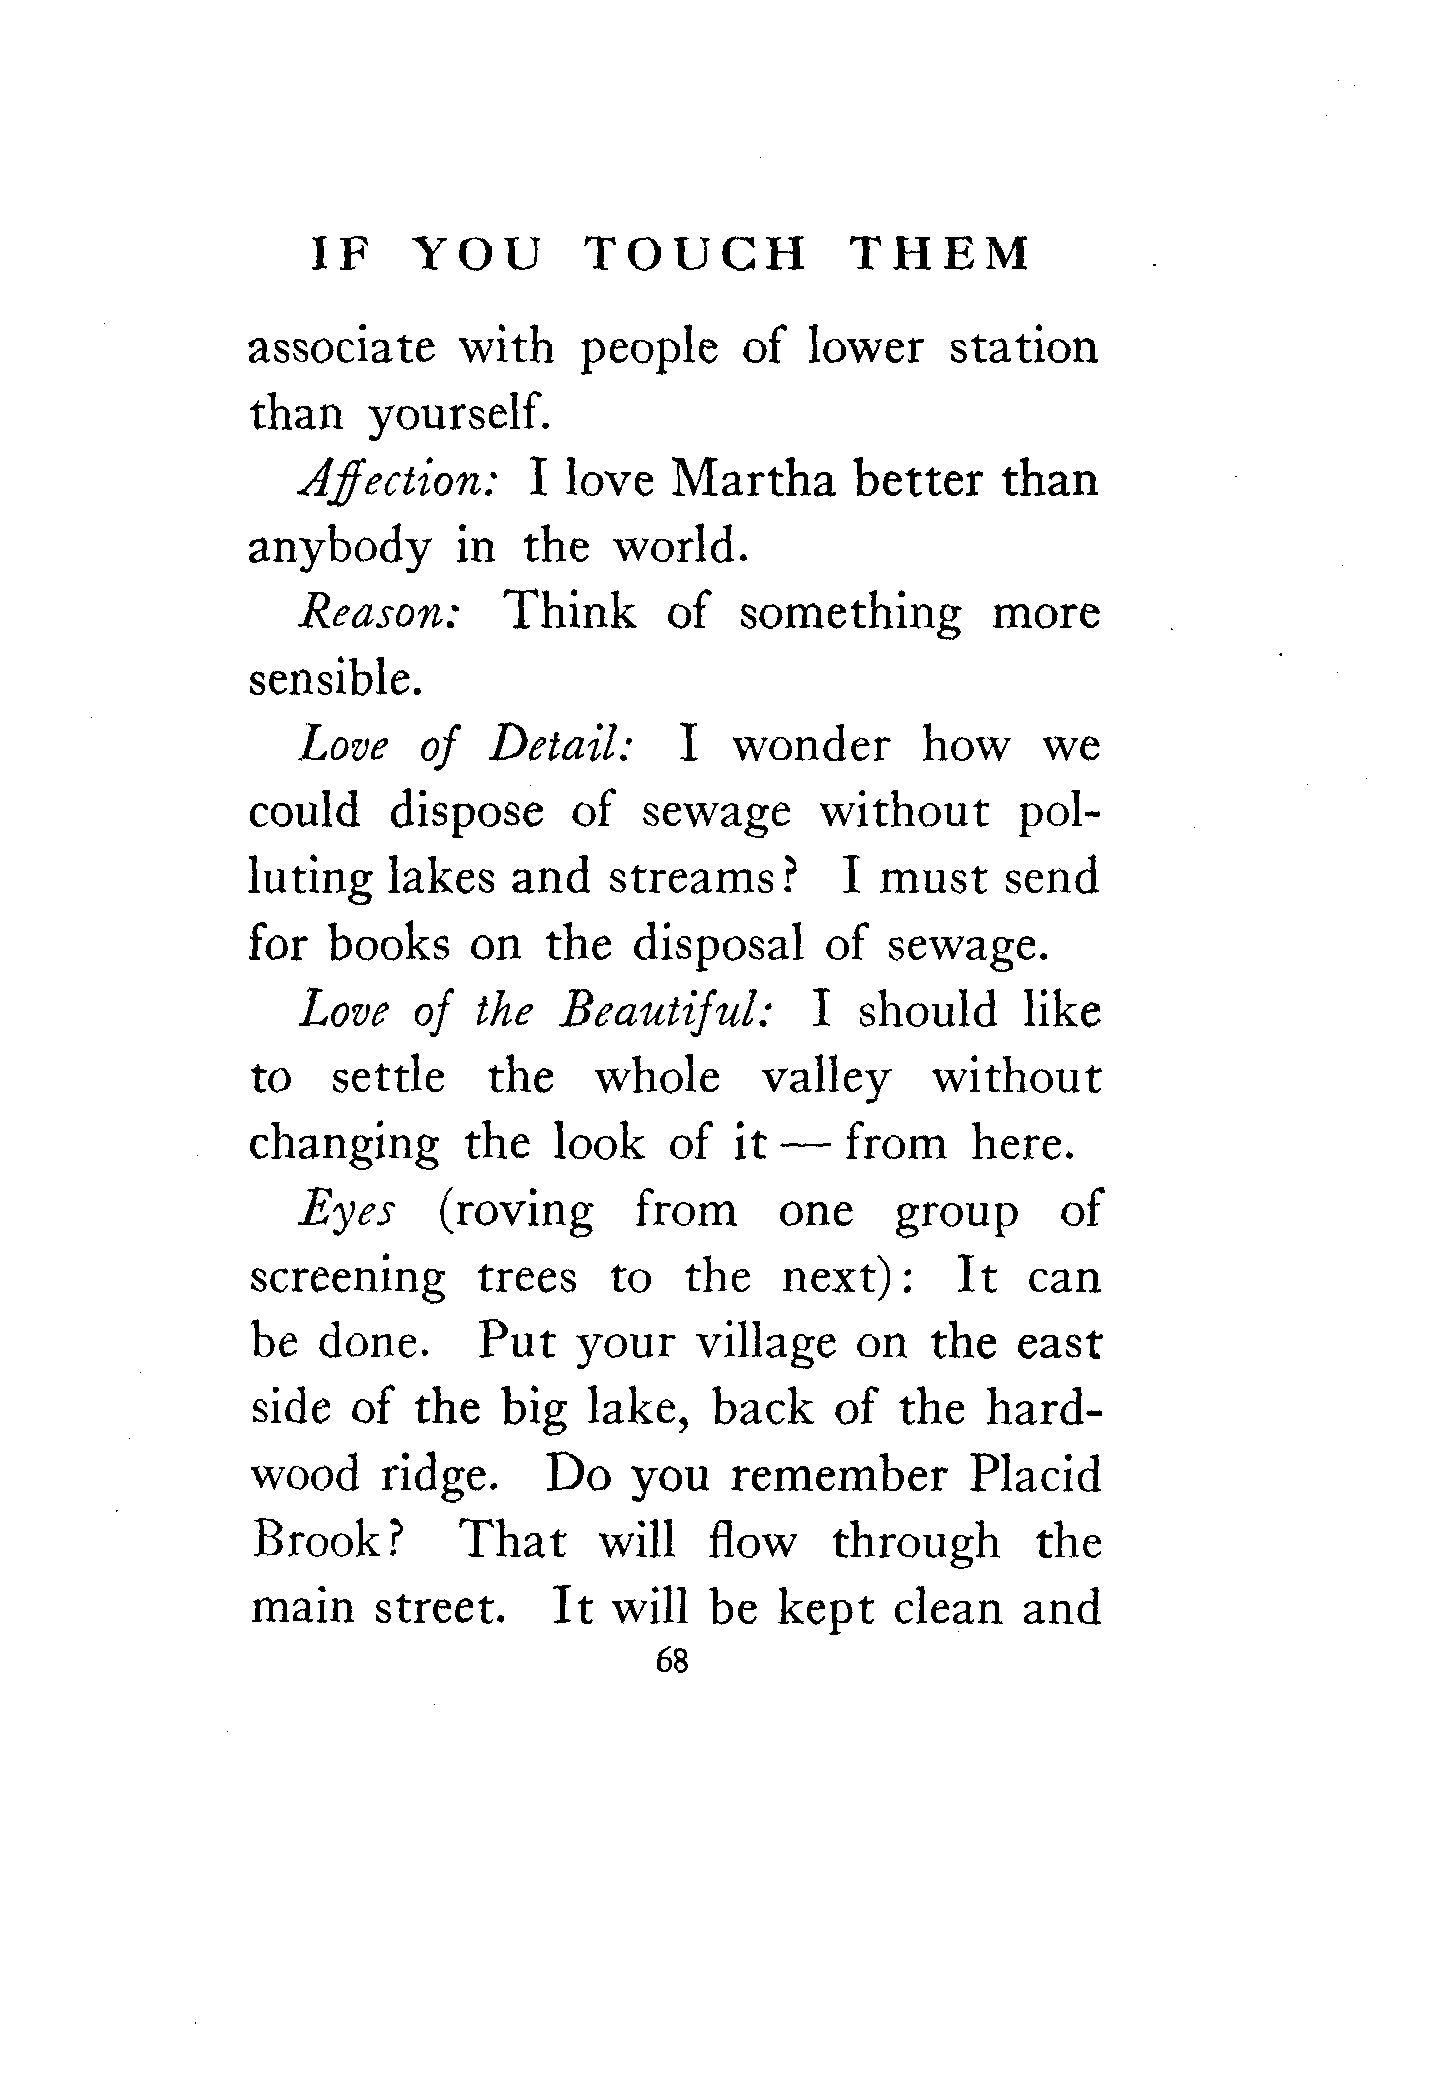 IF YOU TOUCH THEM
associate with people of lower station
than yourself.
Affection: I love Martha better than
anybody in the world.
Reason: Think of something more
sensible.
Love of Detail: I wonder how we
could dispose of sewage without pol-
luting lakes and streams? I must send
for books on the disposal of sewage.
Love of the Beautiful: I should like
to settle the whole valley without
changing the look of it — from here.
Eyes (roving from one group of
screening trees to the next): It can
be done. Put your village on the east
side of the big lake, back of the hard-
wood ridge. Do you remember Placid
Brook? That will flow through the
main street. It will be kept clean and
68